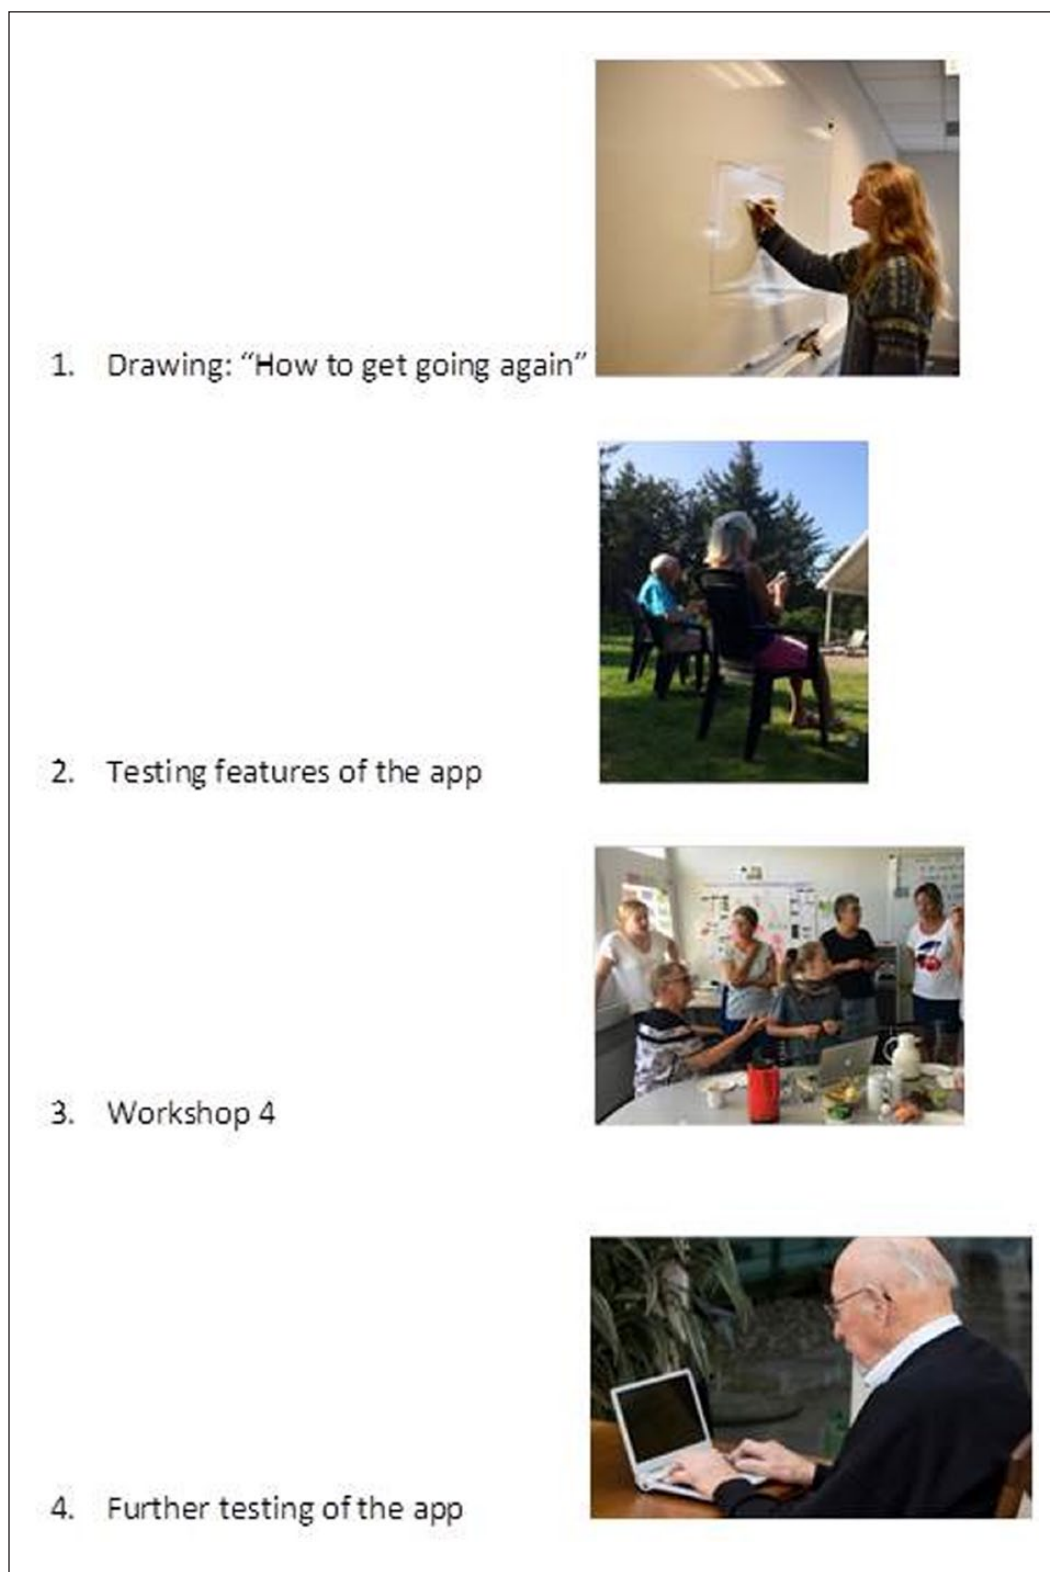 1. Drawing: “How to get going again”
2. Testing features of the app
3. Workshop 4
4. Further testing of the app